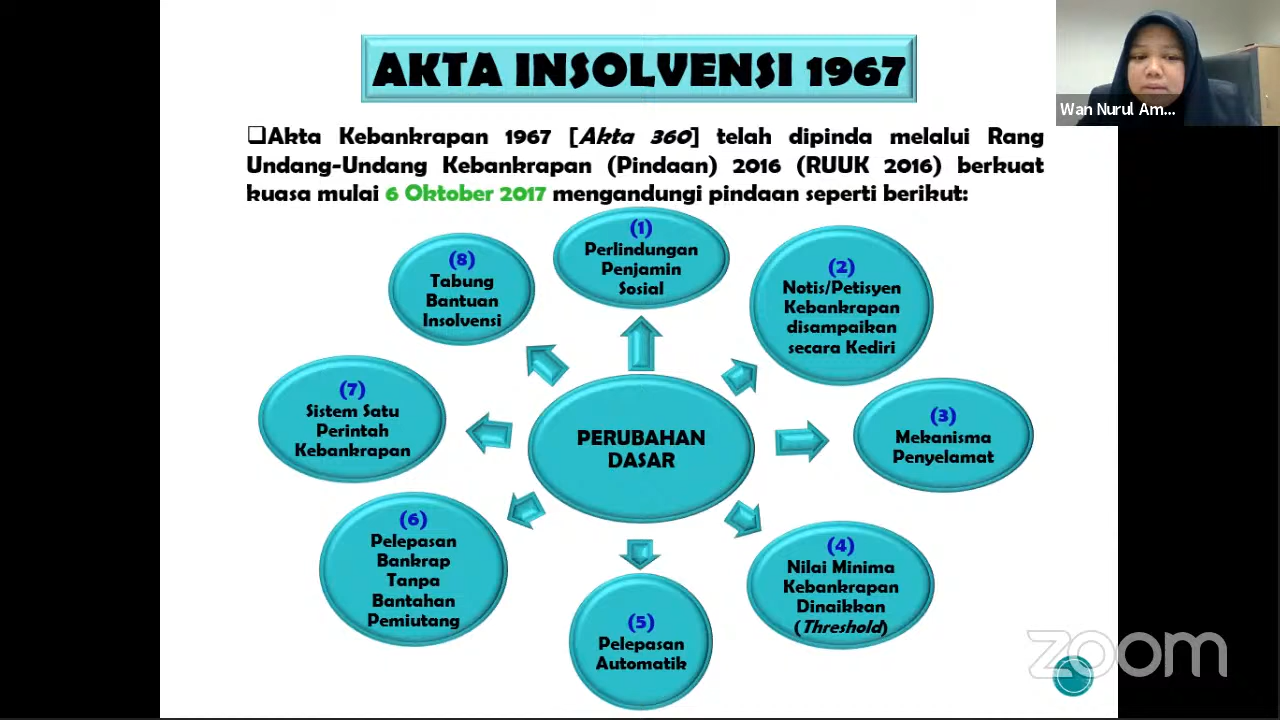 AKTA INSOLVENSI 1967
Wan Nurul Am...
❑Akta Kebankrapan 1967 [Akta 360] telah dipinda melalui Rang
Undang-Undang Kebankrapan (Pindaan) 2016 (RUUK 2016) berkuat
kuasa mulai 6 Oktober 2017 mengandungi pindaan seperti berikut:
(1)
Perlindungan
Penjamin
Sosial
(2)
Notis/Petisyen
Kebankrapan
disampaikan
secara Kediri
(3)
Mekanisma
Penyelamat
(4)
Nilai Minima
Kebankrapan
Dinaikkan
(Threshold)
(5)
Pelepasan
Automatik
(6)
Pelepasan
Bankrap
Tanpa
Bantahan
Pemiutang
(7)
Sistem Satu
Perintah
Kebankrapan
(8)
Tabung
Bantuan
Insolvensi
PERUBAHAN
DASAR
zoom